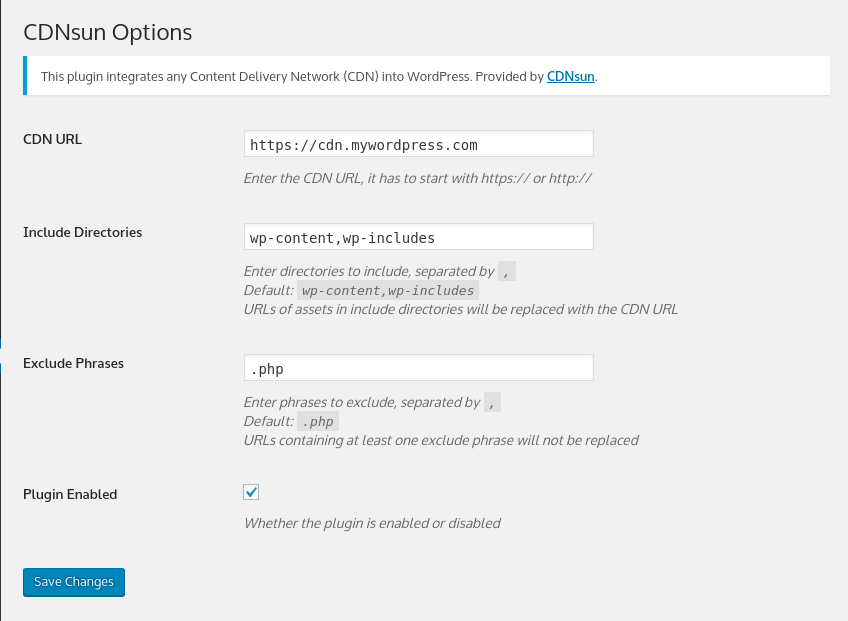 CDNsun Options
This plugin integrates any Content Delivery Network (CDN) into WordPress. Provided by CDNsun.
CDN URL
https://cdn.mywordpress.com
Enter the CDN URL, it has to start with https:// or http://
Include Directories
wp-content,wp-includes
Enter directories to include, separated by ,
Default: wp-content,wp-includes
URLs of assets in include directories will be replaced with the CDN URL
Exclude Phrases
.php
Enter phrases to exclude, separated by ,
Default: .php
URLs containing at least one exclude phrase will not be replaced
Plugin Enabled
Whether the plugin is enabled or disabled
Save Changes